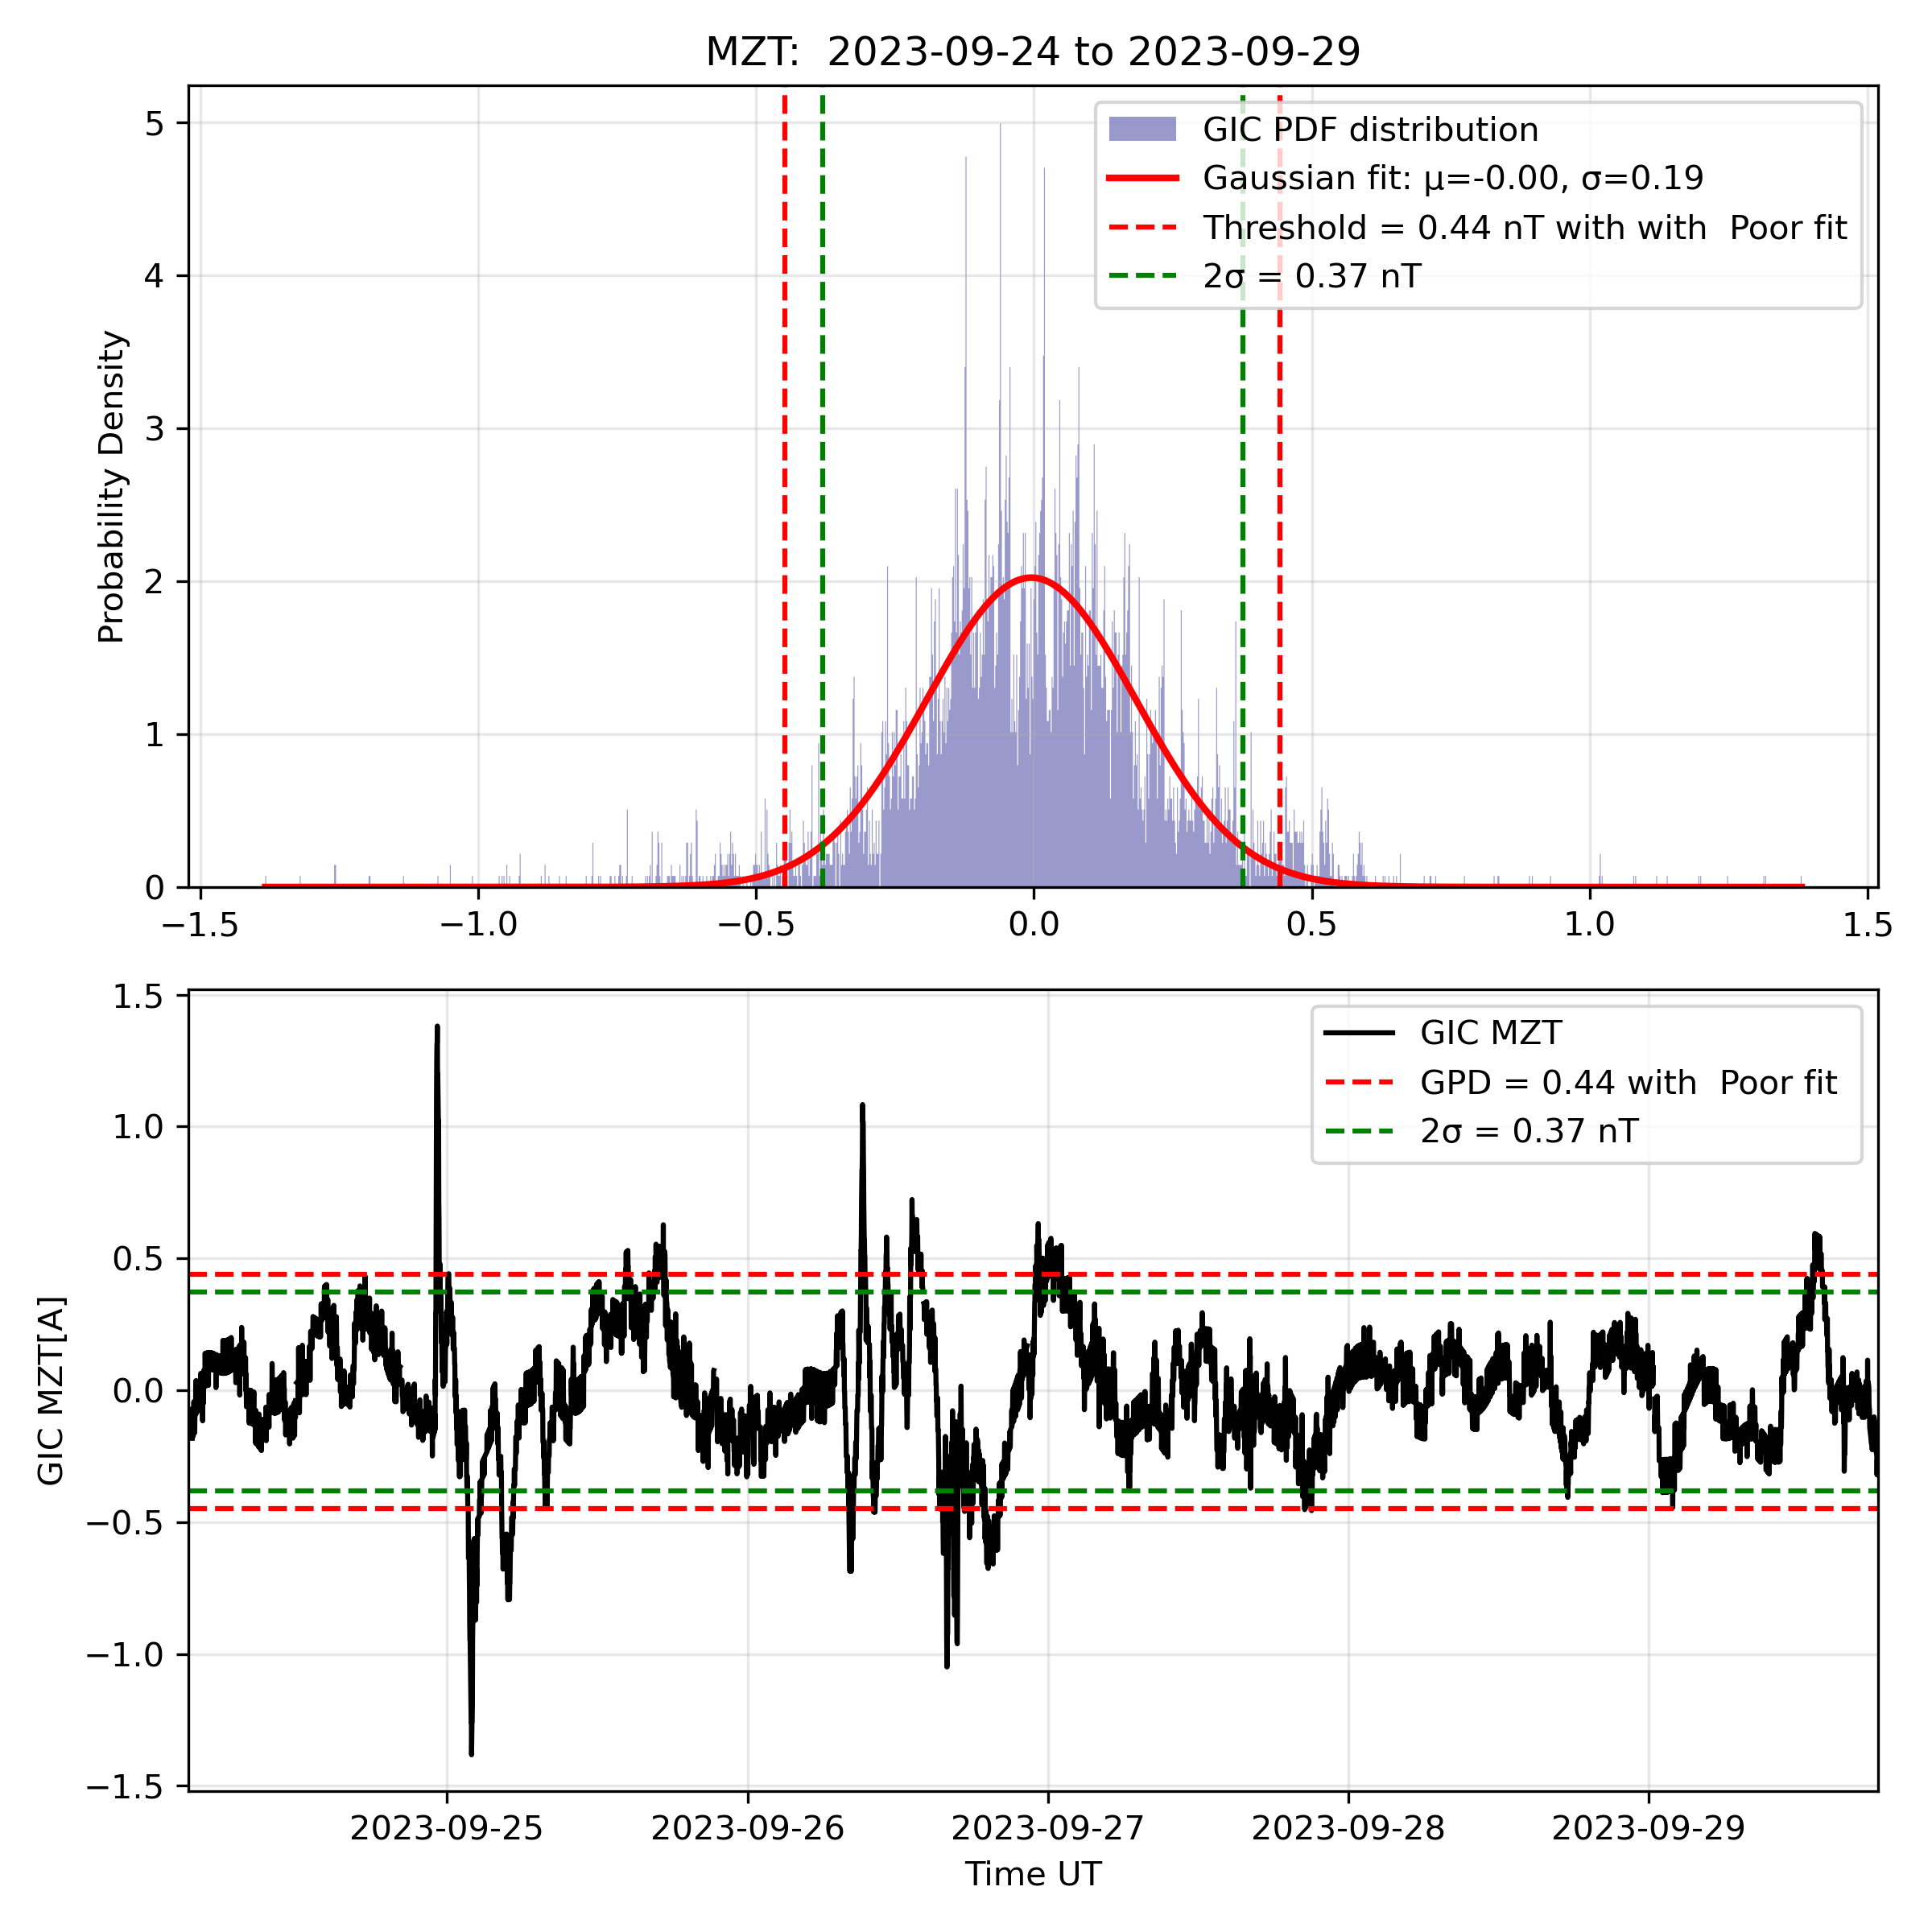 MZT:  2023-09-24 to 2023-09-29
Probability Density
5
4
3
2
1
0
GIC PDF distribution
Gaussian fit: μ=-0.00, σ=0.19
Threshold = 0.44 nT with with  Poor fit
2σ = 0.37 nT
−1.5 −1.0 −0.5 0.0 0.5 1.0 1.5
GIC MZT[A]
1.5
1.0
0.5
0.0
−0.5
−1.0
−1.5
GIC MZT
GPD = 0.44 with  Poor fit
2σ = 0.37 nT
2023-09-25 2023-09-26 2023-09-27 2023-09-28 2023-09-29
Time UT